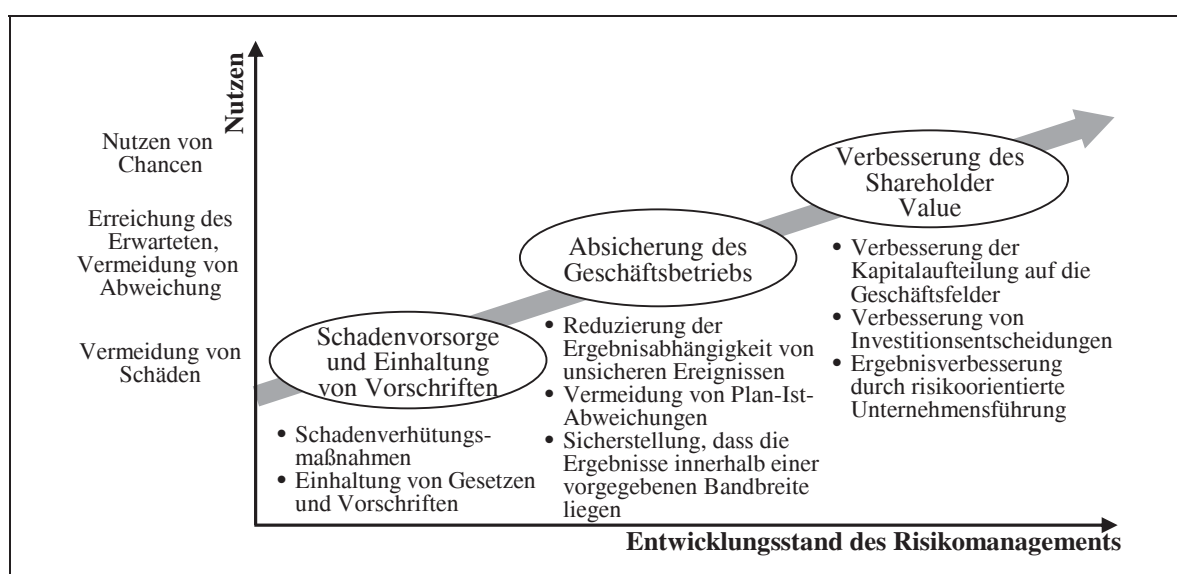 Nutzen
Nutzen von
Chancen
Erreichung des
Erwarteten,
Vermeidung von
Abweichung
Vermeidung von
Schäden
Schadenvorsorge
und Einhaltung
von Vorschriften
• Schadenverhütungs-
maßnahmen
• Einhaltung von Gesetzen
und Vorschriften
Absicherung des
Geschäftsbetriebs
• Reduzierung der
Ergebnisabhängigkeit von
unsicheren Ereignissen
• Vermeidung von Plan-Ist-
Abweichungen
• Sicherstellung, dass die
Ergebnisse innerhalb einer
vorgegebenen Bandbreite
liegen
Verbesserung des
Shareholder
Value
• Verbesserung der
Kapitalaufteilung auf die
Geschäftsfelder
• Verbesserung von
Investitionsentscheidungen
• Ergebnisverbesserung
durch risikoorientierte
Unternehmensführung
Entwicklungsstand des Risikomanagements